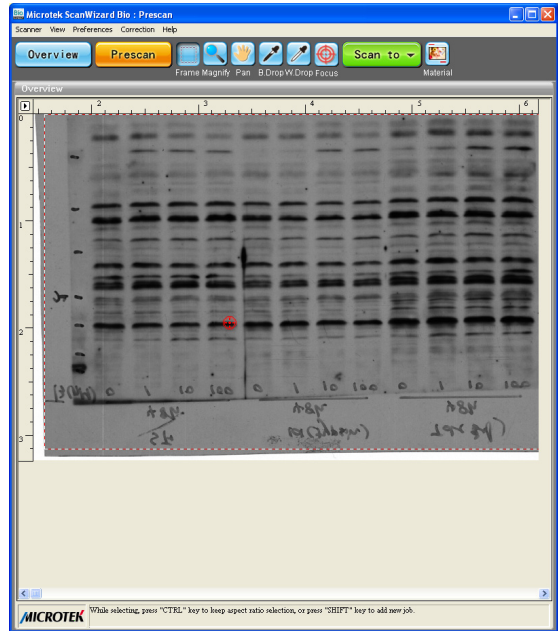 Microtek ScanWizard Bio : Prescan
Scanner View Preferences Correction Help
Overview Prescan Scan to
Frame Magnify Pan B.Drop W.Drop Focus Material
Overview
2 3 4 5 6
0
1
2
3
0 1 10 100 0 1 10 100 0 1 10 100
MICROTEK While selecting, press "CTRL" key to keep aspect ratio selection, or press "SHIFT" key to add new job.